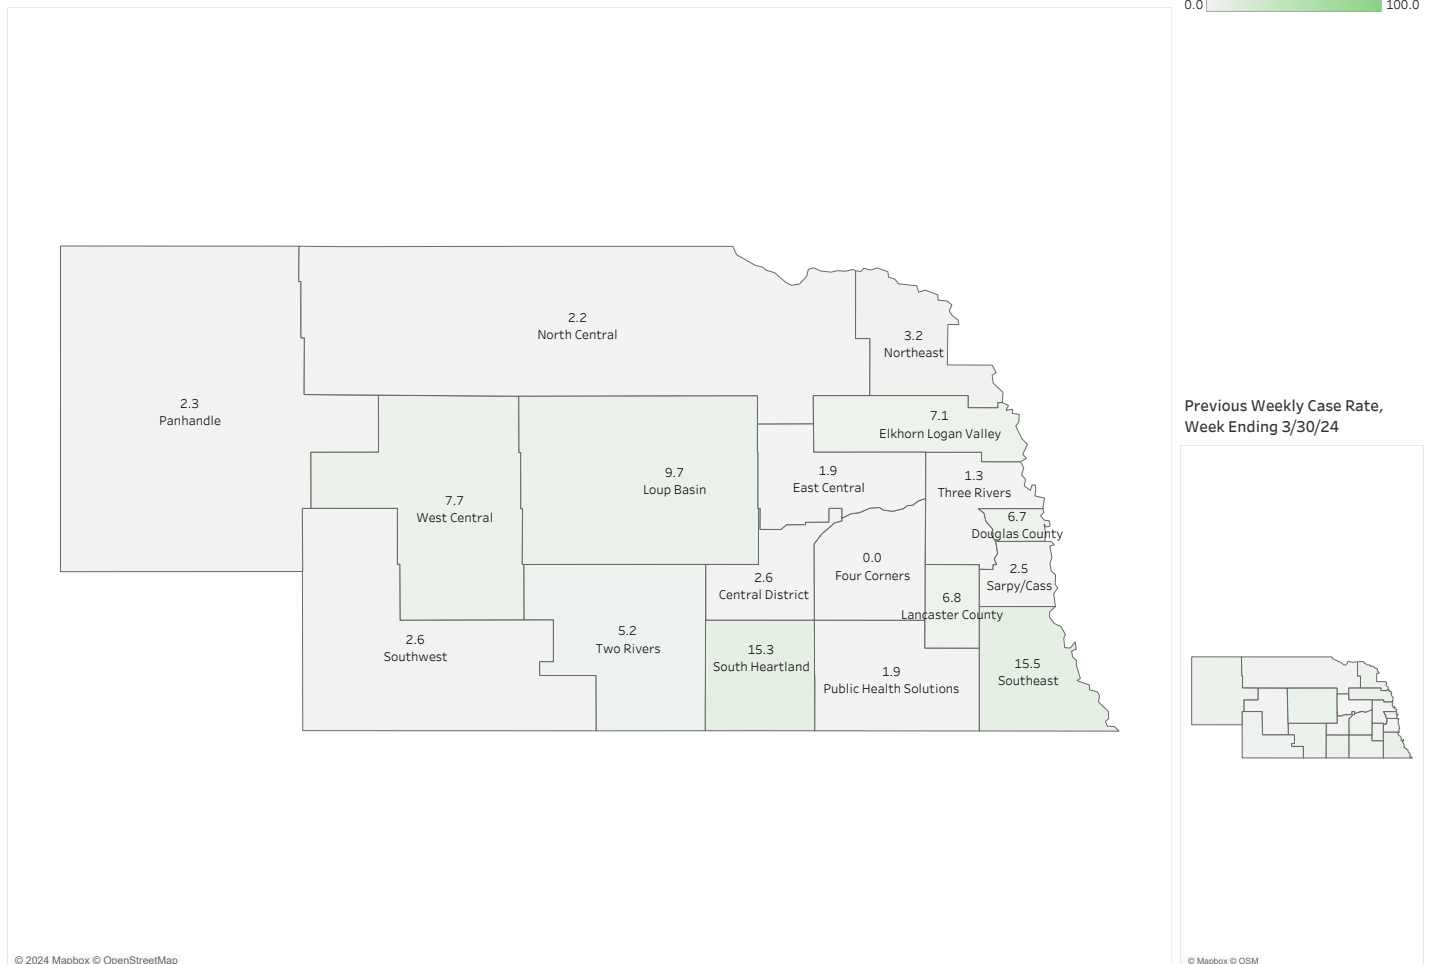 0.0 100.0
2.2
North Central
3.2
Northeast
2.3
Panhandle
7.1
Elkhorn Logan Valley
9.7
Loup Basin
1.9
East Central
1.3
Three Rivers
7.7
West Central
6.7
Douglas County
0.0
Four Corners
2.6
Central District
2.5
Sarpy/Cass
6.8
Lancaster County
5.2
Two Rivers
2.6
Southwest
15.3
South Heartland
1.9
Public Health Solutions
15.5
Southeast
© 2024 Mapbox © OpenStreetMap
Previous Weekly Case Rate,
Week Ending 3/30/24
© Mapbox © OSM